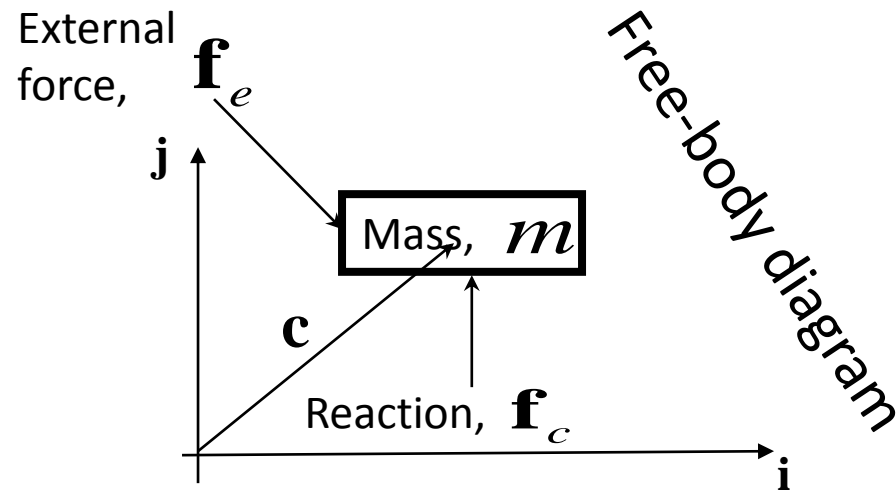 External
force, f e
Free-body diagram
j
Mass, m
c
Reaction, f c
i